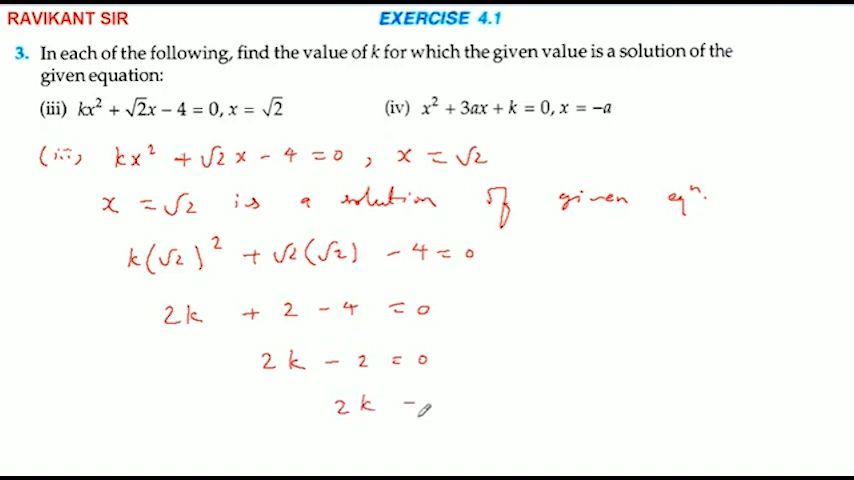 RAVIKANT SIR EXERCISE 4.1
3. In each of the following, find the value of k for which the given value is a solution of the
given equation:
(iii) kx² + √2x – 4 = 0, x = √2 (iv) x² + 3ax + k = 0, x = –a
(iii) kx² + √2 x – 4 = 0 , x = √2
x = √2 is a solution of given eqⁿ.
k(√2)² + √2(√2) – 4 = 0
2k + 2 – 4 = 0
2k – 2 = 0
2k –